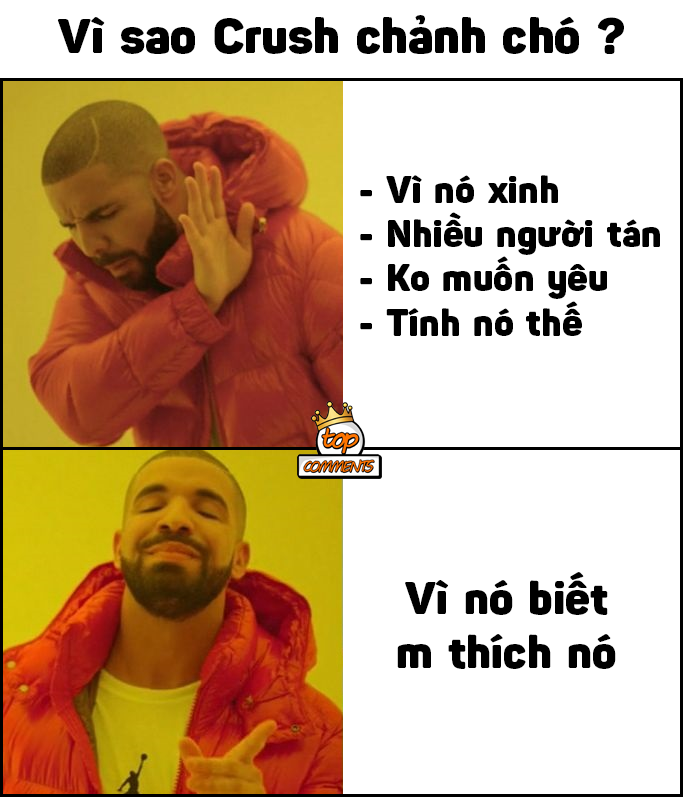 Vì sao Crush chảnh chó ?
- Vì nó xinh
- Nhiều người tán
- Ko muốn yêu
- Tính nó thế
top
COMMENTS
Vì nó biết
m thích nó